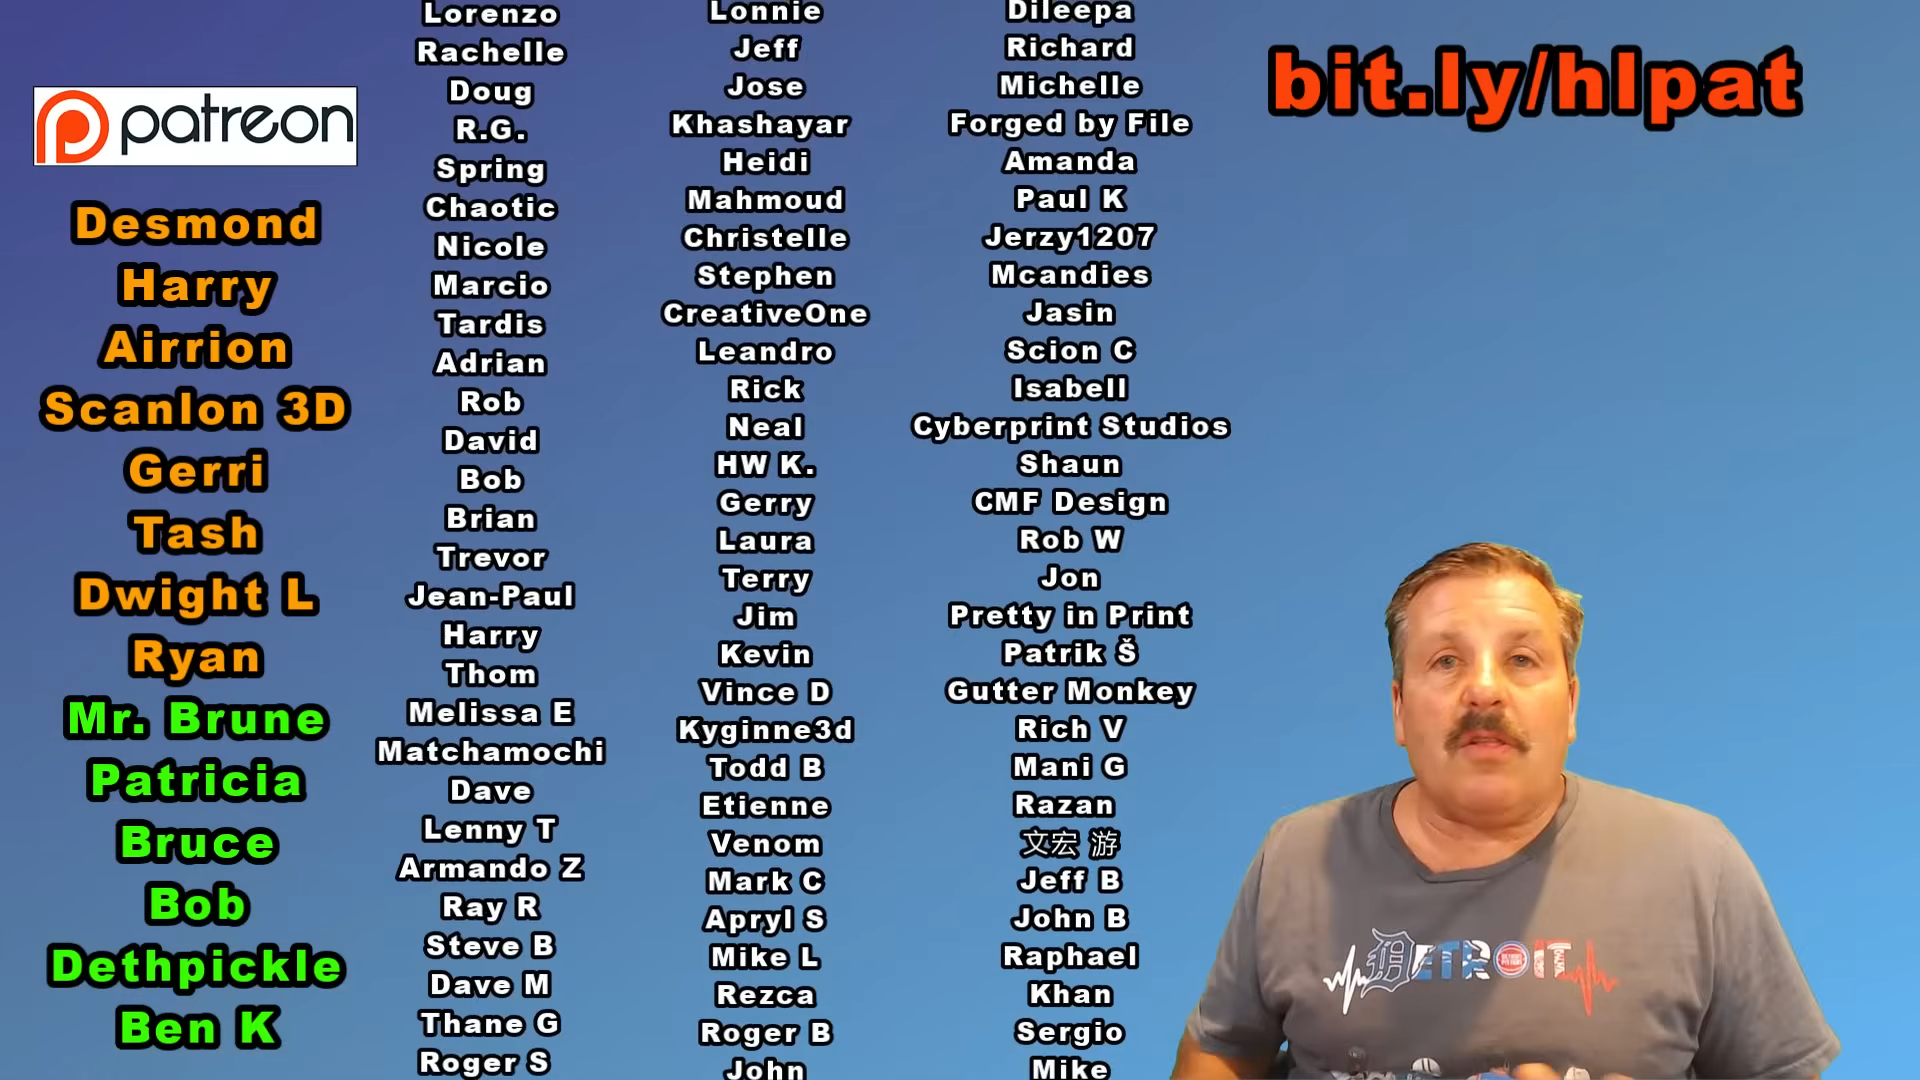 patreon
Desmond
Harry
Airrion
Scanlon 3D
Gerri
Tash
Dwight L
Ryan
Mr. Brune
Patricia
Bruce
Bob
Dethpickle
Ben K
Lorenzo
Rachelle
Doug
R.G.
Spring
Chaotic
Nicole
Marcio
Tardis
Adrian
Rob
David
Bob
Brian
Trevor
Jean-Paul
Harry
Thom
Melissa E
Matchamochi
Dave
Lenny T
Armando Z
Ray R
Steve B
Dave M
Thane G
Roger S
Lonnie
Jeff
Jose
Khashayar
Heidi
Mahmoud
Christelle
Stephen
CreativeOne
Leandro
Rick
Neal
HW K.
Gerry
Laura
Terry
Jim
Kevin
Vince D
Kyginne3d
Todd B
Etienne
Venom
Mark C
Apryl S
Mike L
Rezca
Roger B
John
Dileepa
Richard
Michelle
Forged by File
Amanda
Paul K
Jerzy1207
Mcandies
Jasin
Scion C
Isabell
Cyberprint Studios
Shaun
CMF Design
Rob W
Jon
Pretty in Print
Patrik Š
Gutter Monkey
Rich V
Mani G
Razan
文宏 游
Jeff B
John B
Raphael
Khan
Sergio
Mike
bit.ly/hlpat
DETROIT